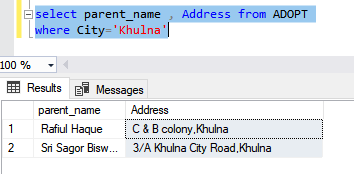 select parent_name , Address from ADOPT
where City='Khulna'
100 %
Results Messages
parent_name Address
1 Rafiul Haque C & B colony,Khulna
2 Sri Sagor Bisw... 3/A Khulna City Road,Khulna